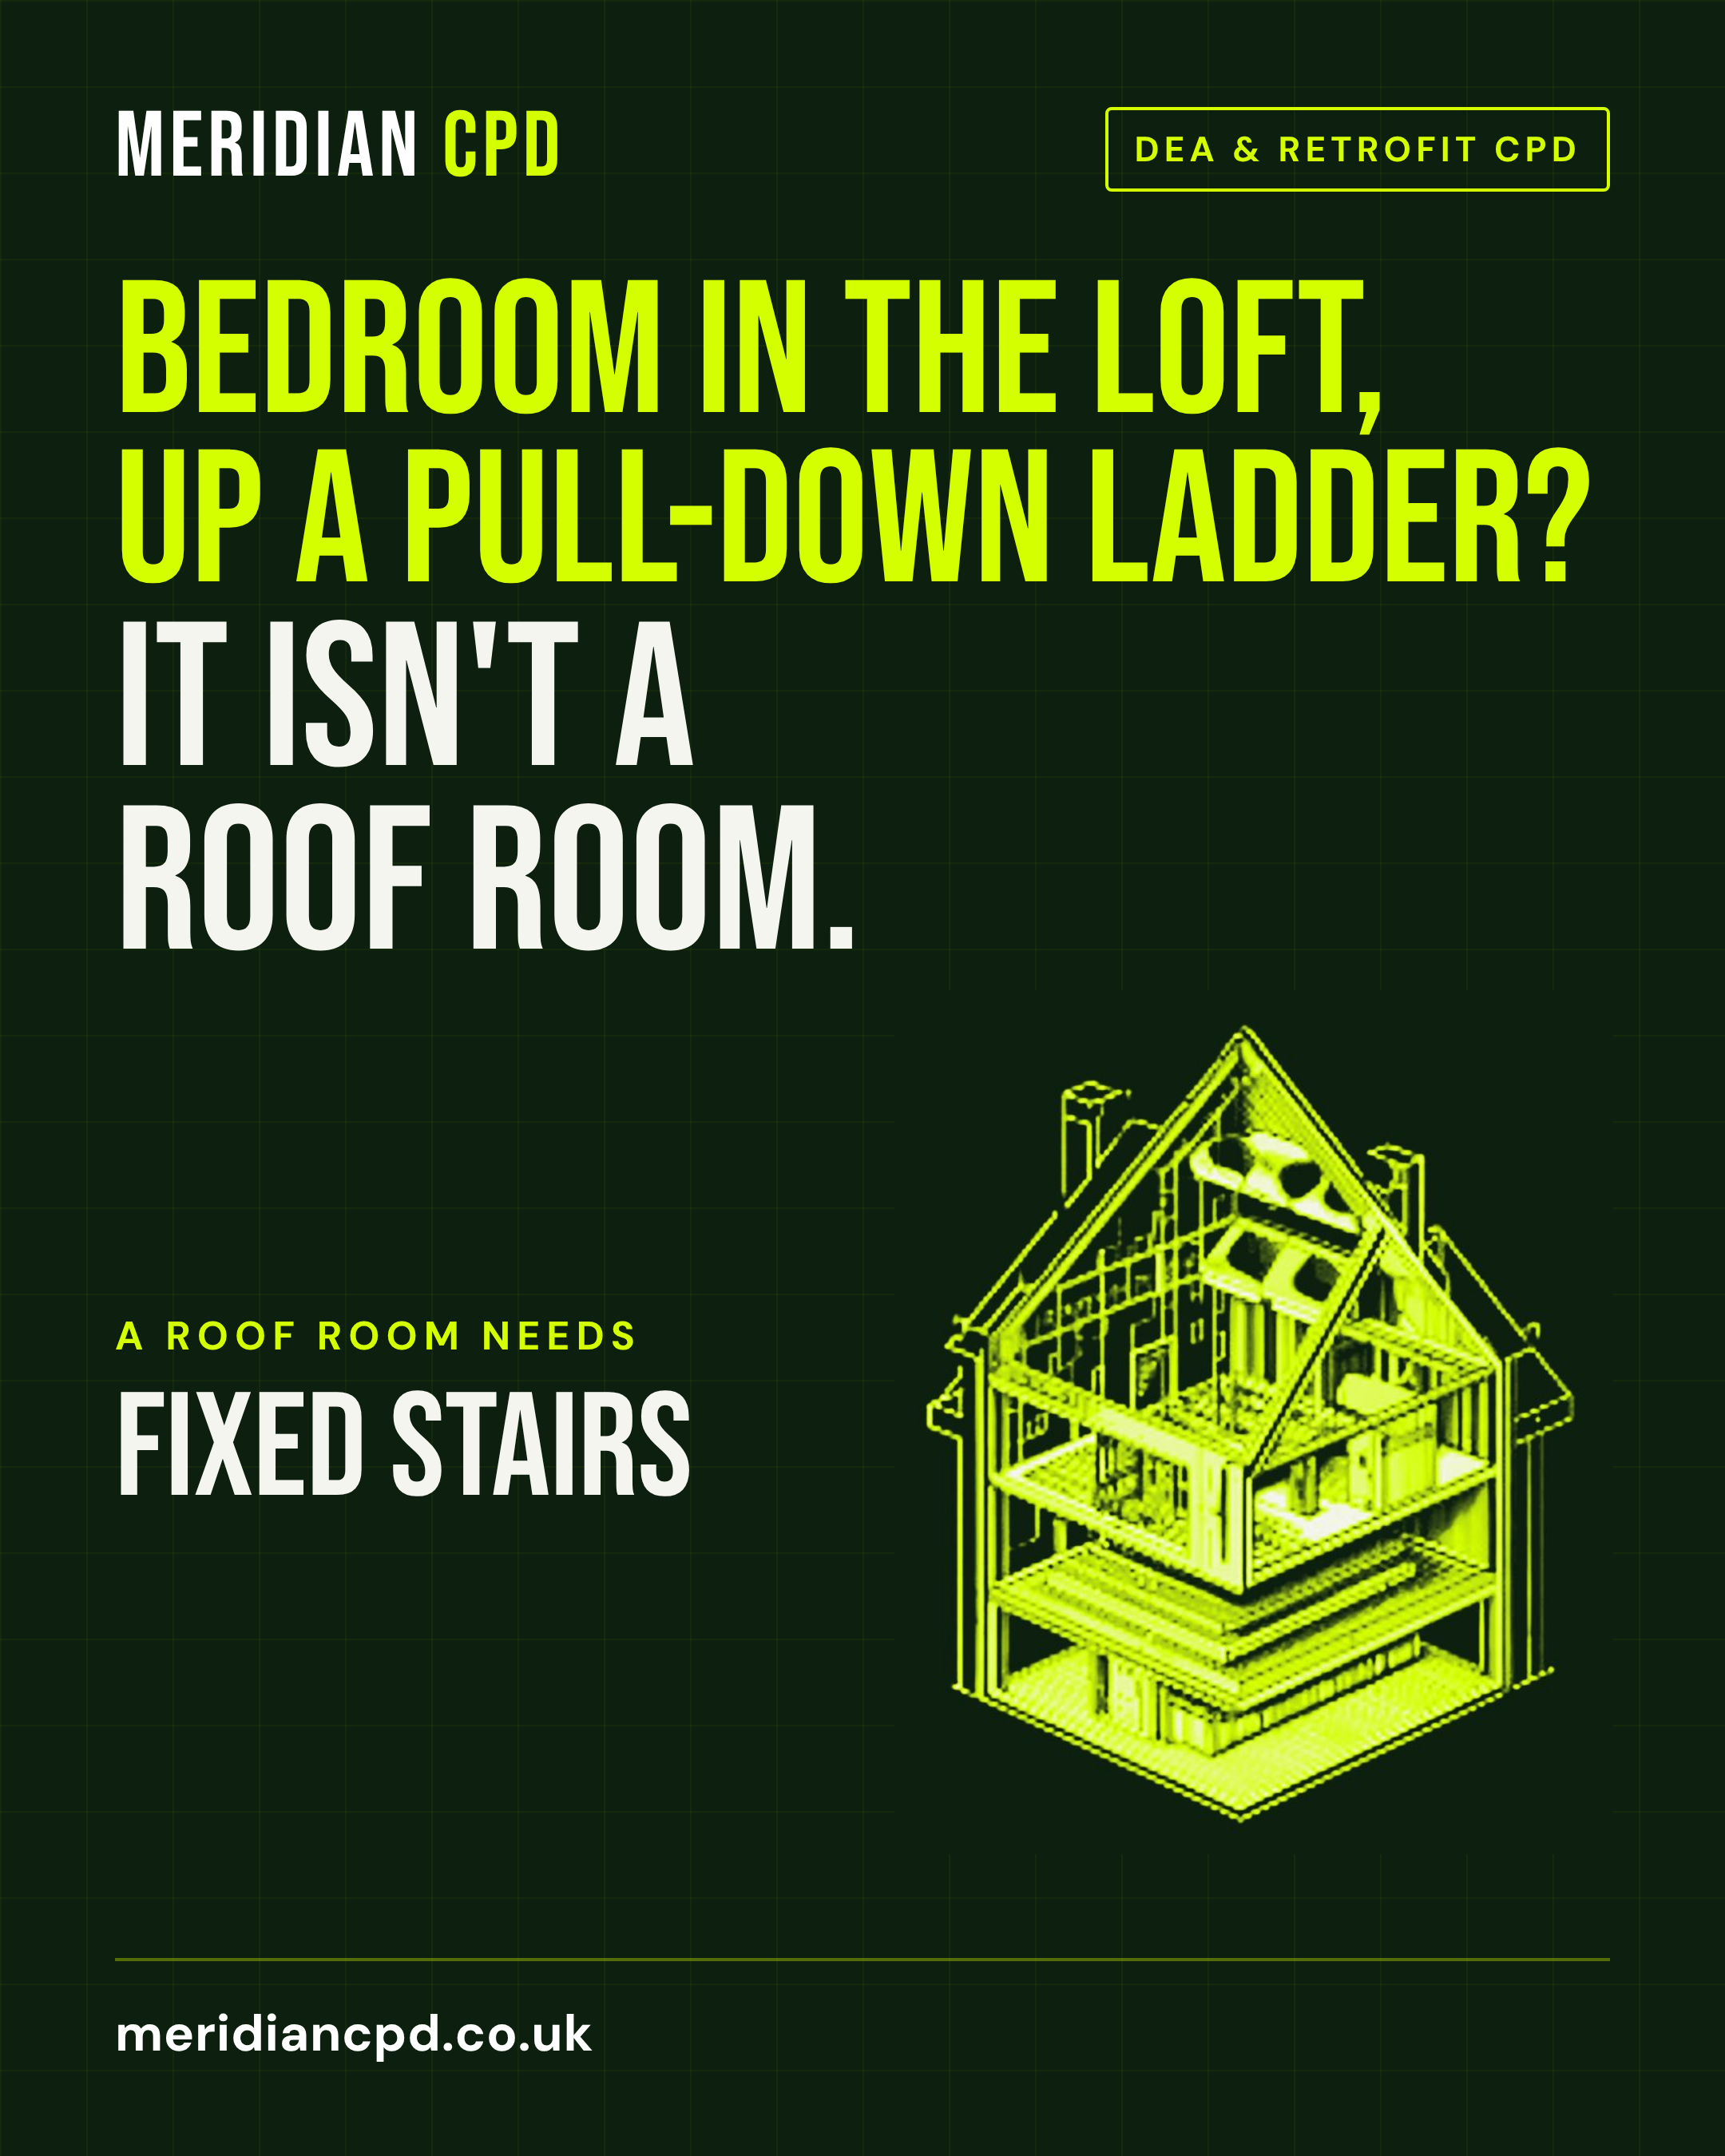 MERIDIAN CPD
DEA & RETROFIT CPD
BEDROOM IN THE LOFT,
UP A PULL-DOWN LADDER?
IT ISN'T A
ROOF ROOM.
A ROOF ROOM NEEDS
FIXED STAIRS
meridiancpd.co.uk